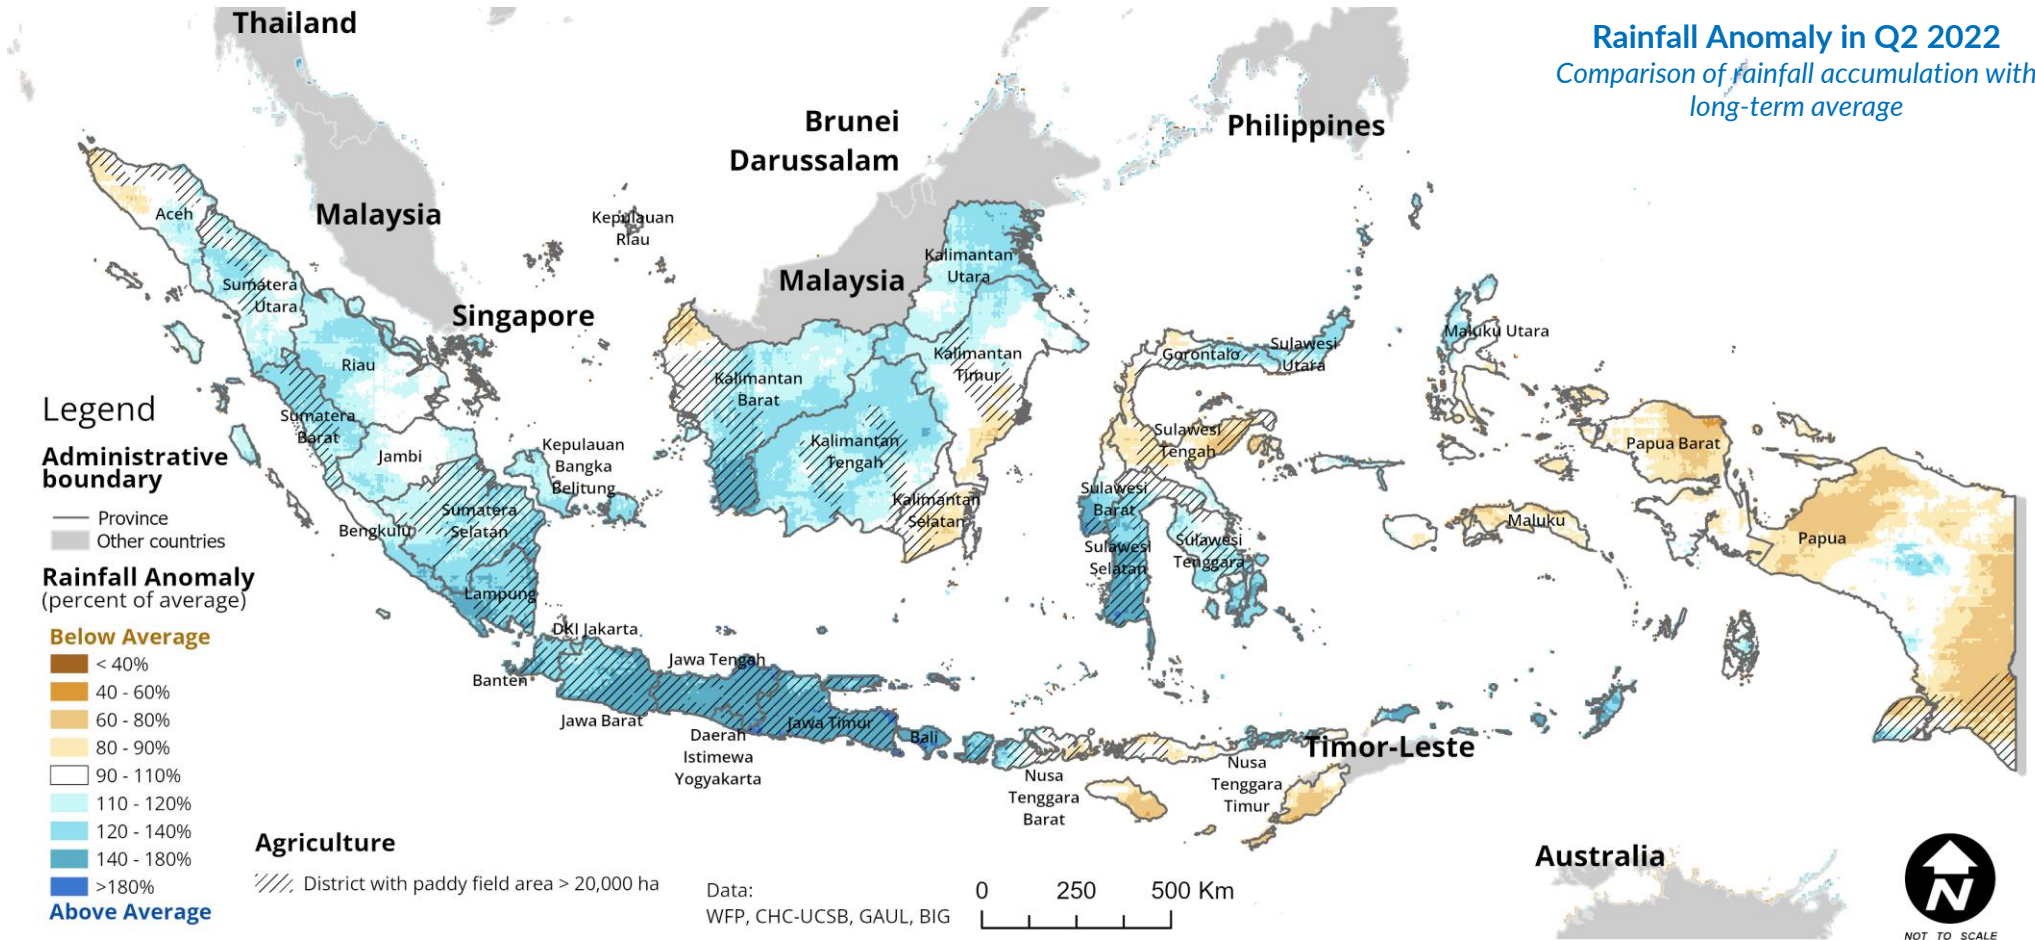 Rainfall Anomaly in Q2 2022
Comparison of rainfall accumulation with
long-term average
Thailand
Brunei
Darussalam
Philippines
Malaysia
Kepulauan
Riau
Aceh
Malaysia
Kalimantan
Utara
Sumatera
Utara
Singapore
Riau
Kalimantan
Barat
Kalimantan
Timur
Gorontalo
Sulawesi
Utara
Maluku Utara
Sumatera
Barat
Jambi
Kepulauan
Bangka
Belitung
Kalimantan
Tengah
Sulawesi
Tengah
Papua Barat
Bengkulu
Sumatera
Selatan
Kalimantan
Selatan
Sulawesi
Barat
Sulawesi
Selatan
Sulawesi
Tenggara
Maluku
Papua
Lampung
DKI Jakarta
Banten
Jawa Barat
Jawa Tengah
Daerah
Istimewa
Yogyakarta
Jawa Timur
Bali
Nusa
Tenggara
Barat
Nusa
Tenggara
Timur
Timor-Leste
Australia
Legend
Administrative
boundary
Province
Other countries
Rainfall Anomaly
(percent of average)
Below Average
< 40%
40 - 60%
60 - 80%
80 - 90%
90 - 110%
110 - 120%
120 - 140%
140 - 180%
>180%
Above Average
Agriculture
District with paddy field area > 20,000 ha
Data:
WFP, CHC-UCSB, GAUL, BIG
0 250 500 Km
N
NOT TO SCALE